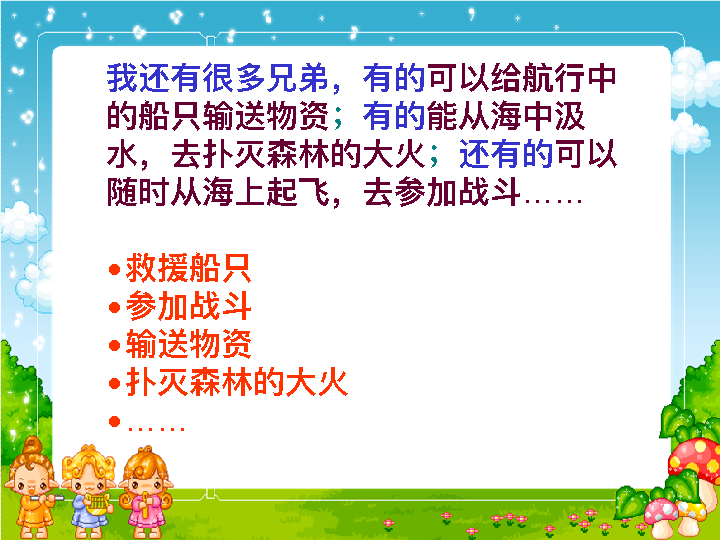 我还有很多兄弟，有的可以给航行中
的船只输送物资；有的能从海中汲
水，去扑灭森林的大火；还有的可以
随时从海上起飞，去参加战斗……
•救援船只
•参加战斗
•输送物资
•扑灭森林的大火
•……